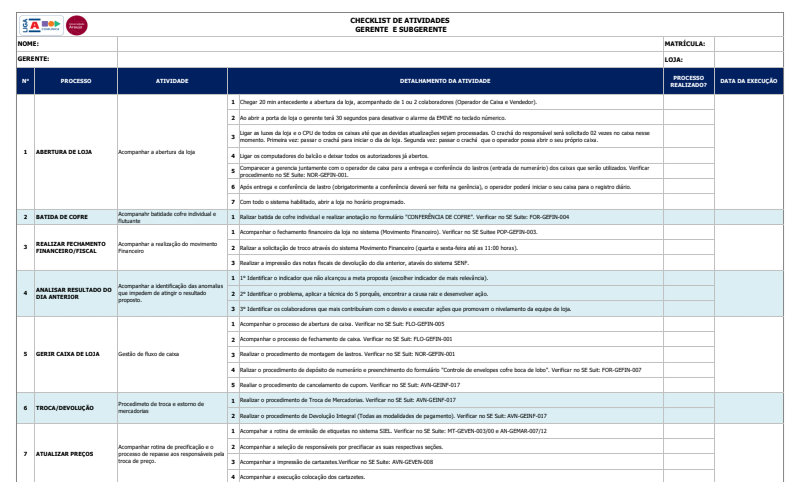 LIGA A
CHECKLIST DE ATIVIDADES
GERENTE E SUBGERENTE
NOME: MATRÍCULA:
GERENTE: LOJA:
N° PROCESSO ATIVIDADE DETALHAMENTO DA ATIVIDADE PROCESSO REALIZADO? DATA DA EXECUÇÃO
1 ABERTURA DE LOJA Acompanhar a abertura da loja
1 Chegar 20 min antecedente a abertura da loja, acompanhado de 1 ou 2 colaboradores (Operador de Caixa e Vendedor).
2 Ao abrir a porta de loja o gerente terá 30 segundos para desativar o alarme da EMIVE no teclado númerico.
3 Ligar as luzes da loja e o CPU de todos os caixas até que as devidas atualizações sejam processadas. O crachá do responsável será solicitado 02 vezes no caixa nesse
momento. Primeira vez: passar o crachá para iniciar o dia de loja. Segunda vez: passar o crachá que o operador possa abrir o seu próprio caixa.
4 Ligar os computadores do balcão e deixar todos os autorizadores já abertos.
5 Comparecer a gerencia juntamente com o operador de caixa para a entrega e conferência do lastros (entrada de numerário) dos caixas que serão utilizados. Verificar
procedimento no SE Suite: NOR-GEFIN-001.
6 Após entrega e conferência de lastro (obrigatoriamente a conferência deverá ser feita na gerência), o operador poderá iniciar o seu caixa para o registro diário.
7 Com todo o sistema habilitado, abrir a loja no horário programado.
2 BATIDA DE COFRE Acompanahr batidade cofre individual e
flutuante
1 Ralizar batida de cofre individual e realizar anotação no formulário "CONFERÊNCIA DE COFRE". Verificar no SE Suite: FOR-GEFIN-004
3 REALIZAR FECHAMENTO
FINANCEIRO/FISCAL
Acompanhar a realização do movimento
Financeiro
1 Acompanhar o fechamento financeiro da loja no sistema (Movimento Financeiro). Verificar no SE Suitee POP-GEFIN-003.
2 Ralizar a solicitação de troco através do sistema Movimento Financeiro (quarta e sexta-feira até as 11:00 horas).
3 Realizar a impressão das notas fiscais de devolução do dia anterior, atavés do sistema SENF.
4 ANALISAR RESULTADO DO
DIA ANTERIOR
Acompanhar a identificação das anomalias
que impedem de atingir o resultado
proposto.
1 1° Identificar o indicador que não alcançou a meta proposta (escolher indicador de mais relevância).
2 2° Identificar o problema, aplicar a técnica do 5 porquês, encontrar a causa raiz e desenvolver ação.
3 3° Identificar os colaboradores que mais contribuíram com o desvio e executar ações que promovam o nivelamento da equipe de loja.
5 GERIR CAIXA DE LOJA Gestão de fluxo de caixa
1 Acompanhar o processo de abertura de caixa. Verificar no SE Suit: FLO-GEFIN-005
2 Acompanhar o processo de fechamento de caixa. Verificar no SE Suit: FLO-GEFIN-001
3 Realizar o procedimento de montagem de lastros. Verificar no SE Suit: NOR-GEFIN-001
4 Ralizar o procedimento de depósto de numerário e preenchimento do formulário "Controle de envelopes cofre boca de lobo". Verificar no SE Suit: FOR-GEFIN-007
5 Realiar o procedimento de cancelamento de cupom. Verificar no SE Suit: AVN-GEINF-017
6 TROCA/DEVOLUÇÃO Procedimeto de troca e estorno de
mercadorias
1 Realizar o procedimento de Troca de Mercadorias. Verificar no SE Suit: AVN-GEINF-017
2 Realizar o procedimento de Devolução Integral (Todas as modalidades de pagamento). Verificar no SE Suit: AVN-GEINF-017
7 ATUALIZAR PREÇOS Acompanhar rotina de precificação e o
processo de repasse aos responsáveis pela
troca de preço.
1 Acompahar a rotina de emissão de etiquetas no sistema SIEL. Verificar no SE Suite: MT-GEVEN-003/00 e AN-GEMAR-007/12
2 Acompanhar a seleção de responsáveis por precifiacar as suas respectivas seções.
3 Acompanhar a impressão de cartazetes.Verificar no SE Suite: AVN-GEVEN-008
4 Acompanhar a execução colocação dos cartazetes.